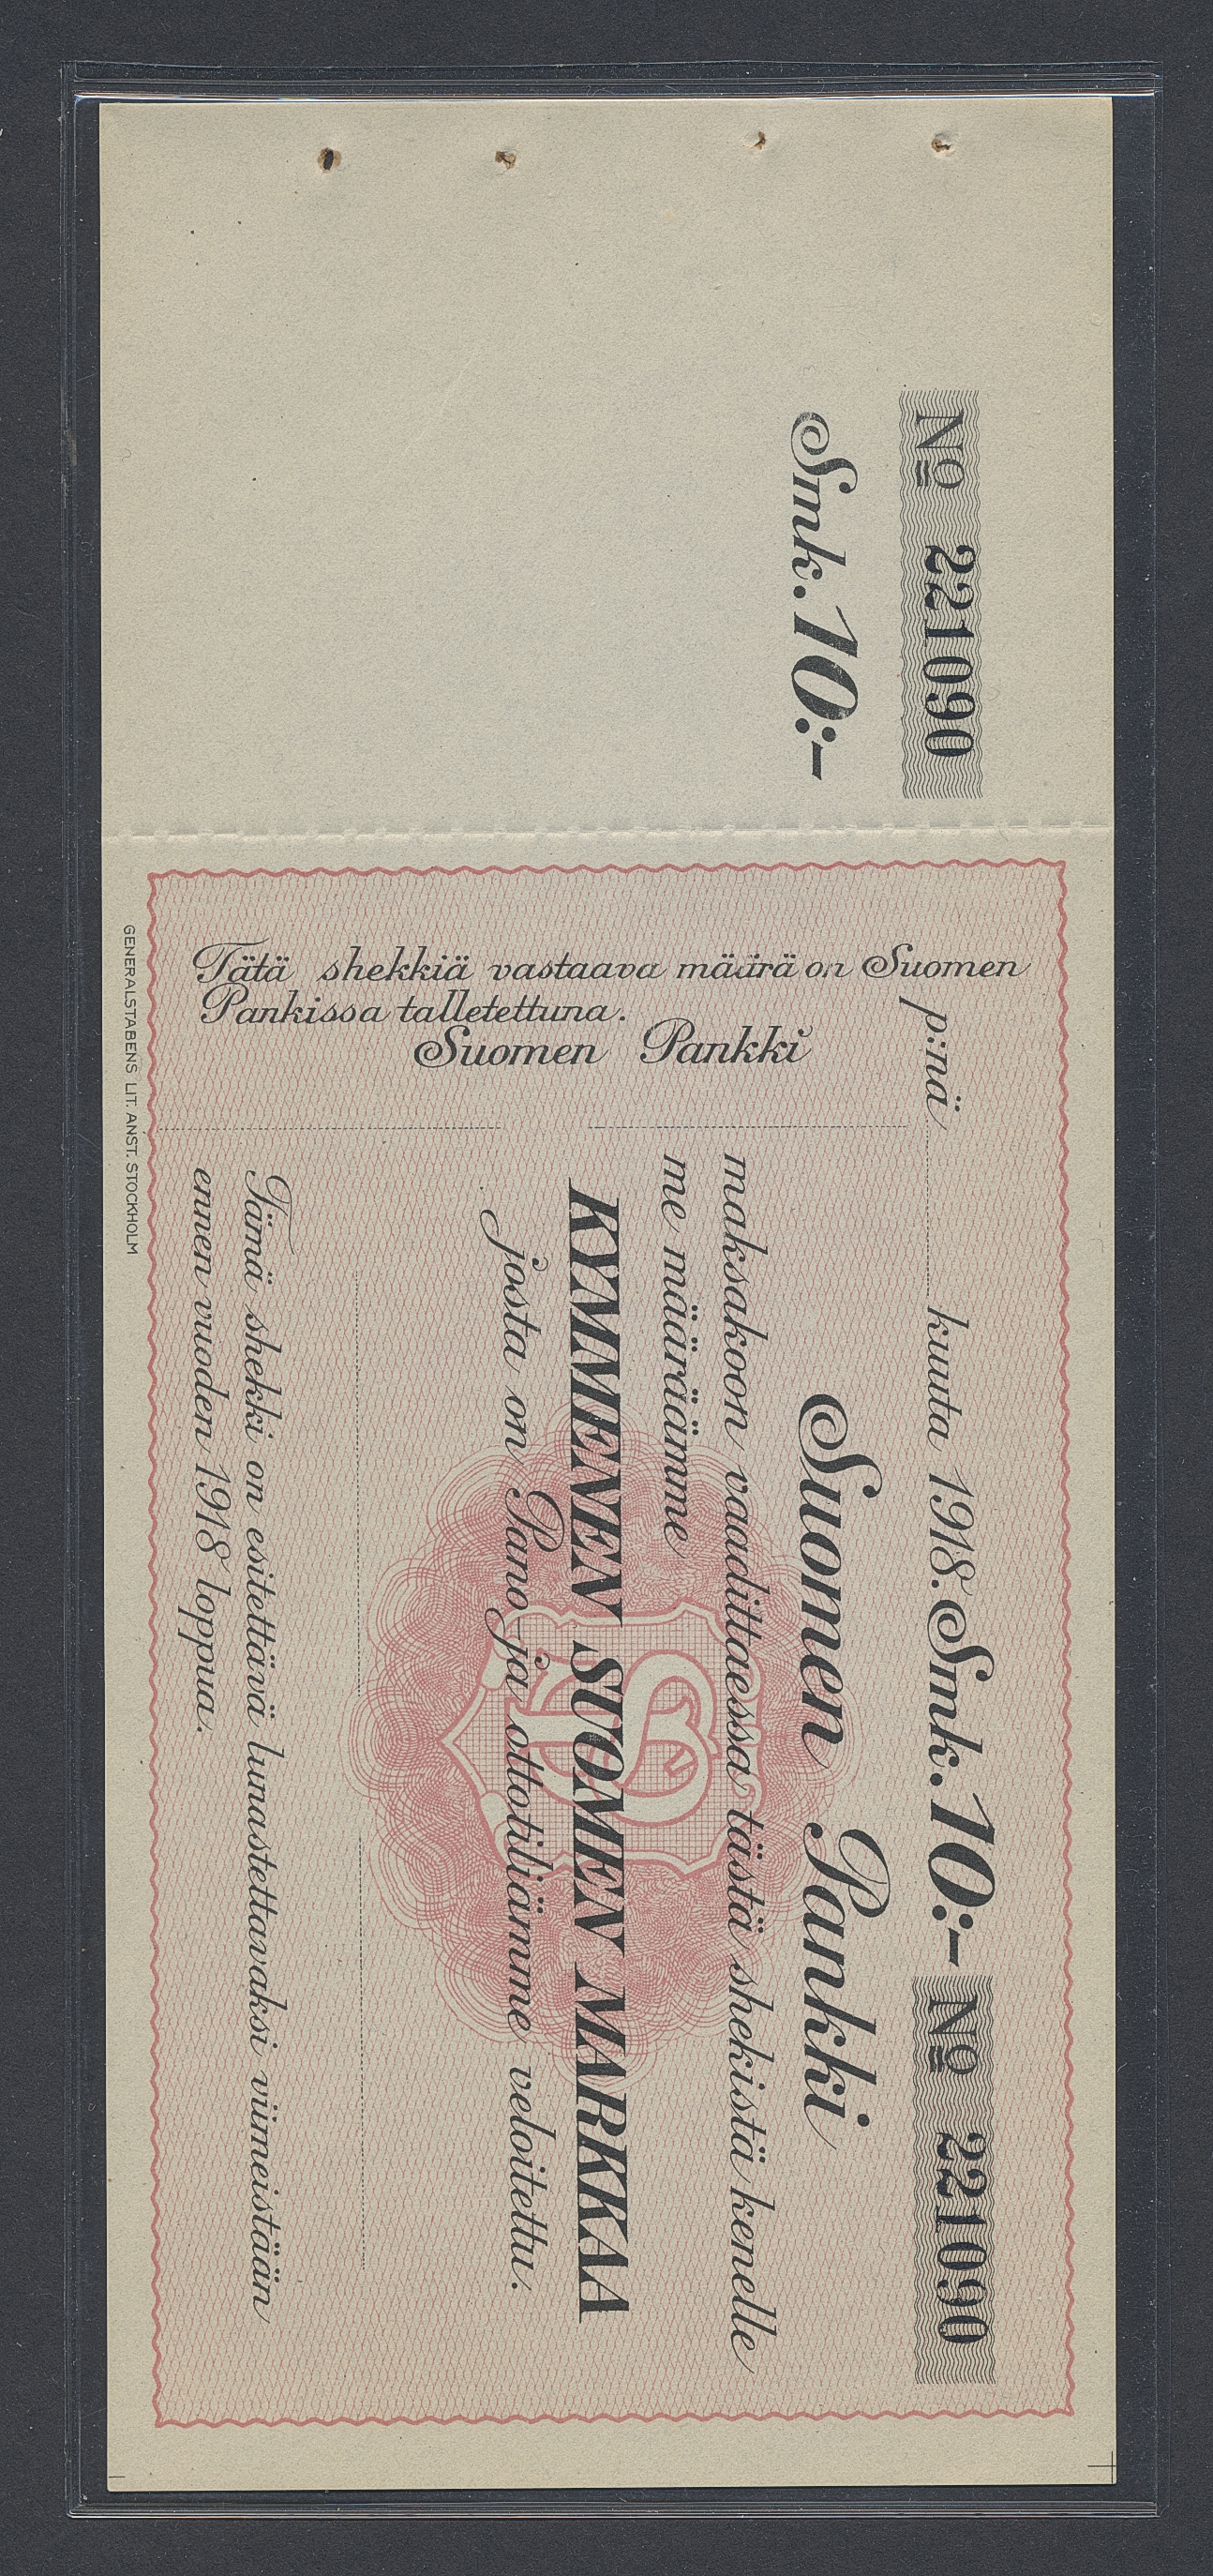 Nº 221090
Smk. 10:-
Tätä shekkiä vastaava määrä on Suomen
Pankissa talletettuna.
Suomen Pankki
p:nä kuuta 1918. Smk. 10:- Nº 221090
Suomen Pankki
maksakoon vaadittaessa tästä shekistä kenelle
me määräämme
KYMMENEN SUOMEN MARKKAA
josta on Pano- ja ottotiliämme veloitettu.
Tämä shekki on esitettävä lunastettavaksi viimeistään
ennen vuoden 1918 loppua.
GENERALSTABENS LIT. ANST. STOCKHOLM